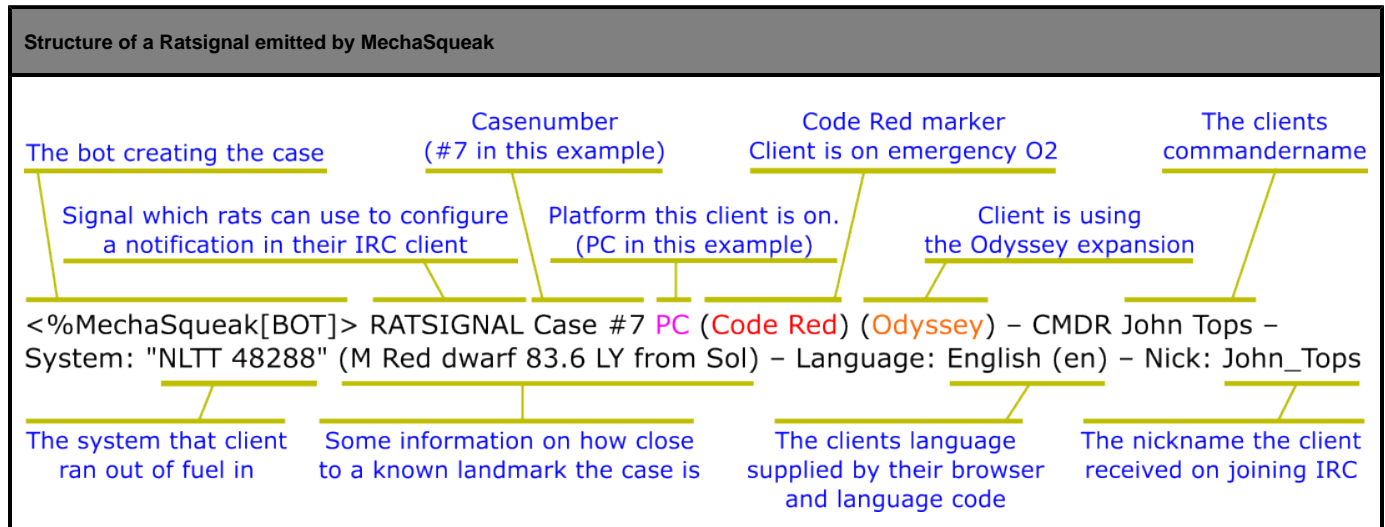 Structure of a Ratsignal emitted by MechaSqueak
The bot creating the case
Casenumber
(#7 in this example)
Code Red marker
Client is on emergency O2
The clients
commandername
Signal which rats can use to configure
a notification in their IRC client
Platform this client is on.
(PC in this example)
Client is using
the Odyssey expansion
<%MechaSqueak[BOT]> RATSIGNAL Case #7 PC (Code Red) (Odyssey) – CMDR John Tops –
System: "NLTT 48288" (M Red dwarf 83.6 LY from Sol) – Language: English (en) – Nick: John_Tops
The system that client
ran out of fuel in
Some information on how close
to a known landmark the case is
The clients language
supplied by their browser
and language code
The nickname the client
received on joining IRC